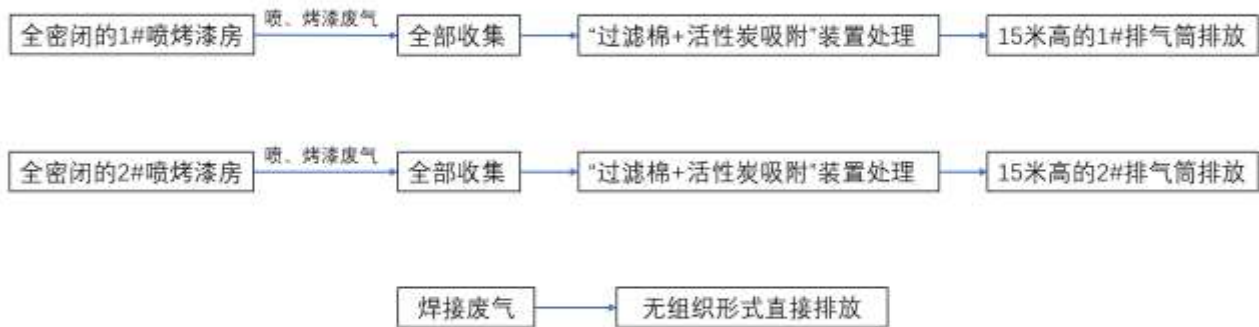 全密闭的1#喷烤漆房 喷、烤漆废气 全部收集 “过滤棉+活性炭吸附”装置处理 15米高的1#排气筒排放
全密闭的2#喷烤漆房 喷、烤漆废气 全部收集 “过滤棉+活性炭吸附”装置处理 15米高的2#排气筒排放
焊接废气 无组织形式直接排放